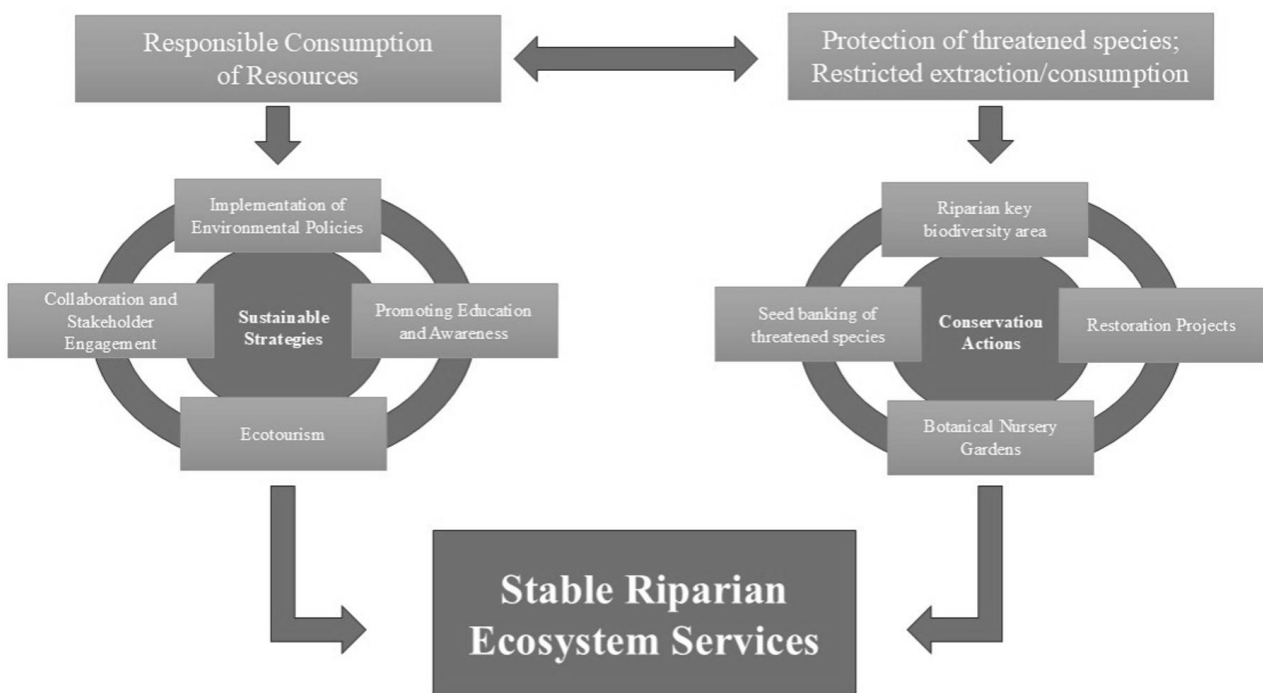 Responsible Consumption
of Resources
Protection of threatened species;
Restricted extraction/consumption
Implementation of
Environmental Policies
Collaboration and
Stakeholder
Engagement
Sustainable
Strategies
Promoting Education
and Awareness
Ecotourism
Riparian key
biodiversity area
Seed banking of
threatened species
Conservation
Actions
Restoration Projects
Botanical Nursery
Gardens
Stable Riparian
Ecosystem Services